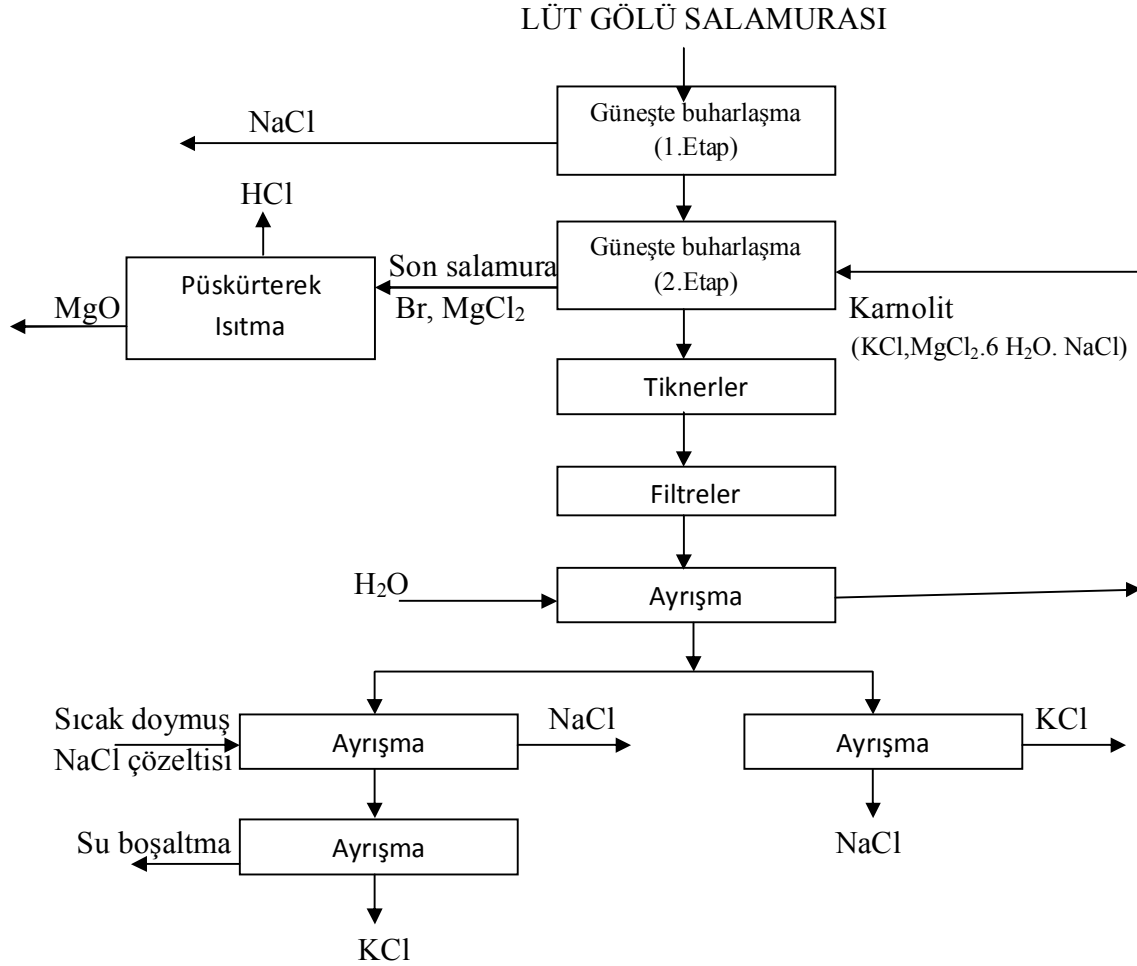 LÜT GÖLÜ SALAMURASI
Güneşte buharlaşma
(1.Etap)
NaCl
HCl
Güneşte buharlaşma
(2.Etap)
Son salamura
Br, MgCl₂
Püskürterek
Isıtma
MgO
Karnolit
(KCl,MgCl₂.6 H₂O. NaCl)
Tiknerler
Filtreler
H₂O
Ayrışma
Sıcak doymuş
NaCl çözeltisi
Ayrışma
NaCl
Ayrışma
KCl
Su boşaltma
Ayrışma
NaCl
KCl